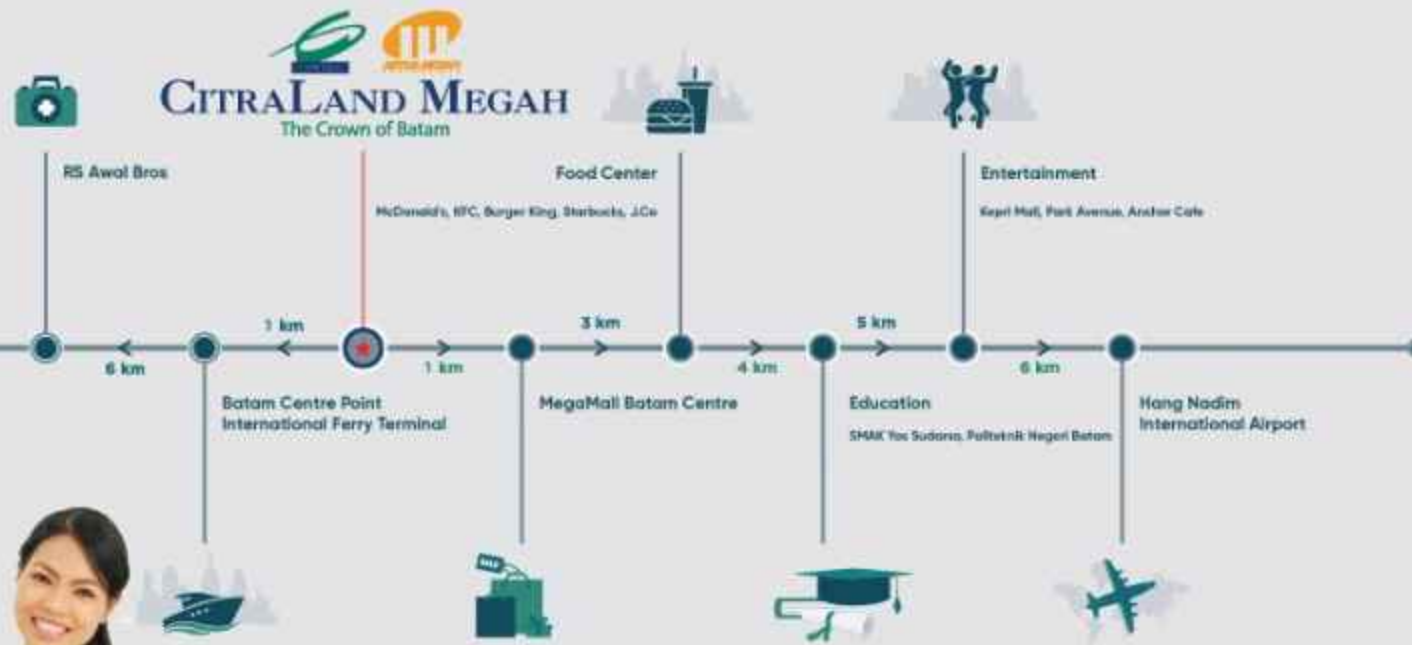 CITRALAND MEGAH
The Crown of Batam
RS Awal Bros
Food Center
McDonald's, KFC, Burger King, Starbucks, J.Co
Entertainment
Kepri Mall, Park Avenue, Anchor Cafe
1 km
3 km
5 km
6 km
1 km
4 km
6 km
Batam Centre Point
International Ferry Terminal
MegaMall Batam Centre
Education
SMAK Yos Sudarso, Politeknik Negeri Batam
Hang Nadim
International Airport
SALE